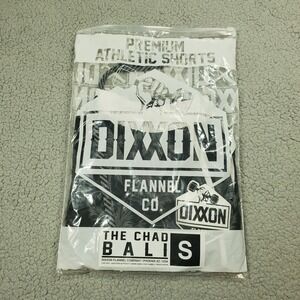 PREMIUM
ATHLETIC SHORTS
DIXXON
FLANNEL
CO.
DIXXON
THE CHAD
BALI
S